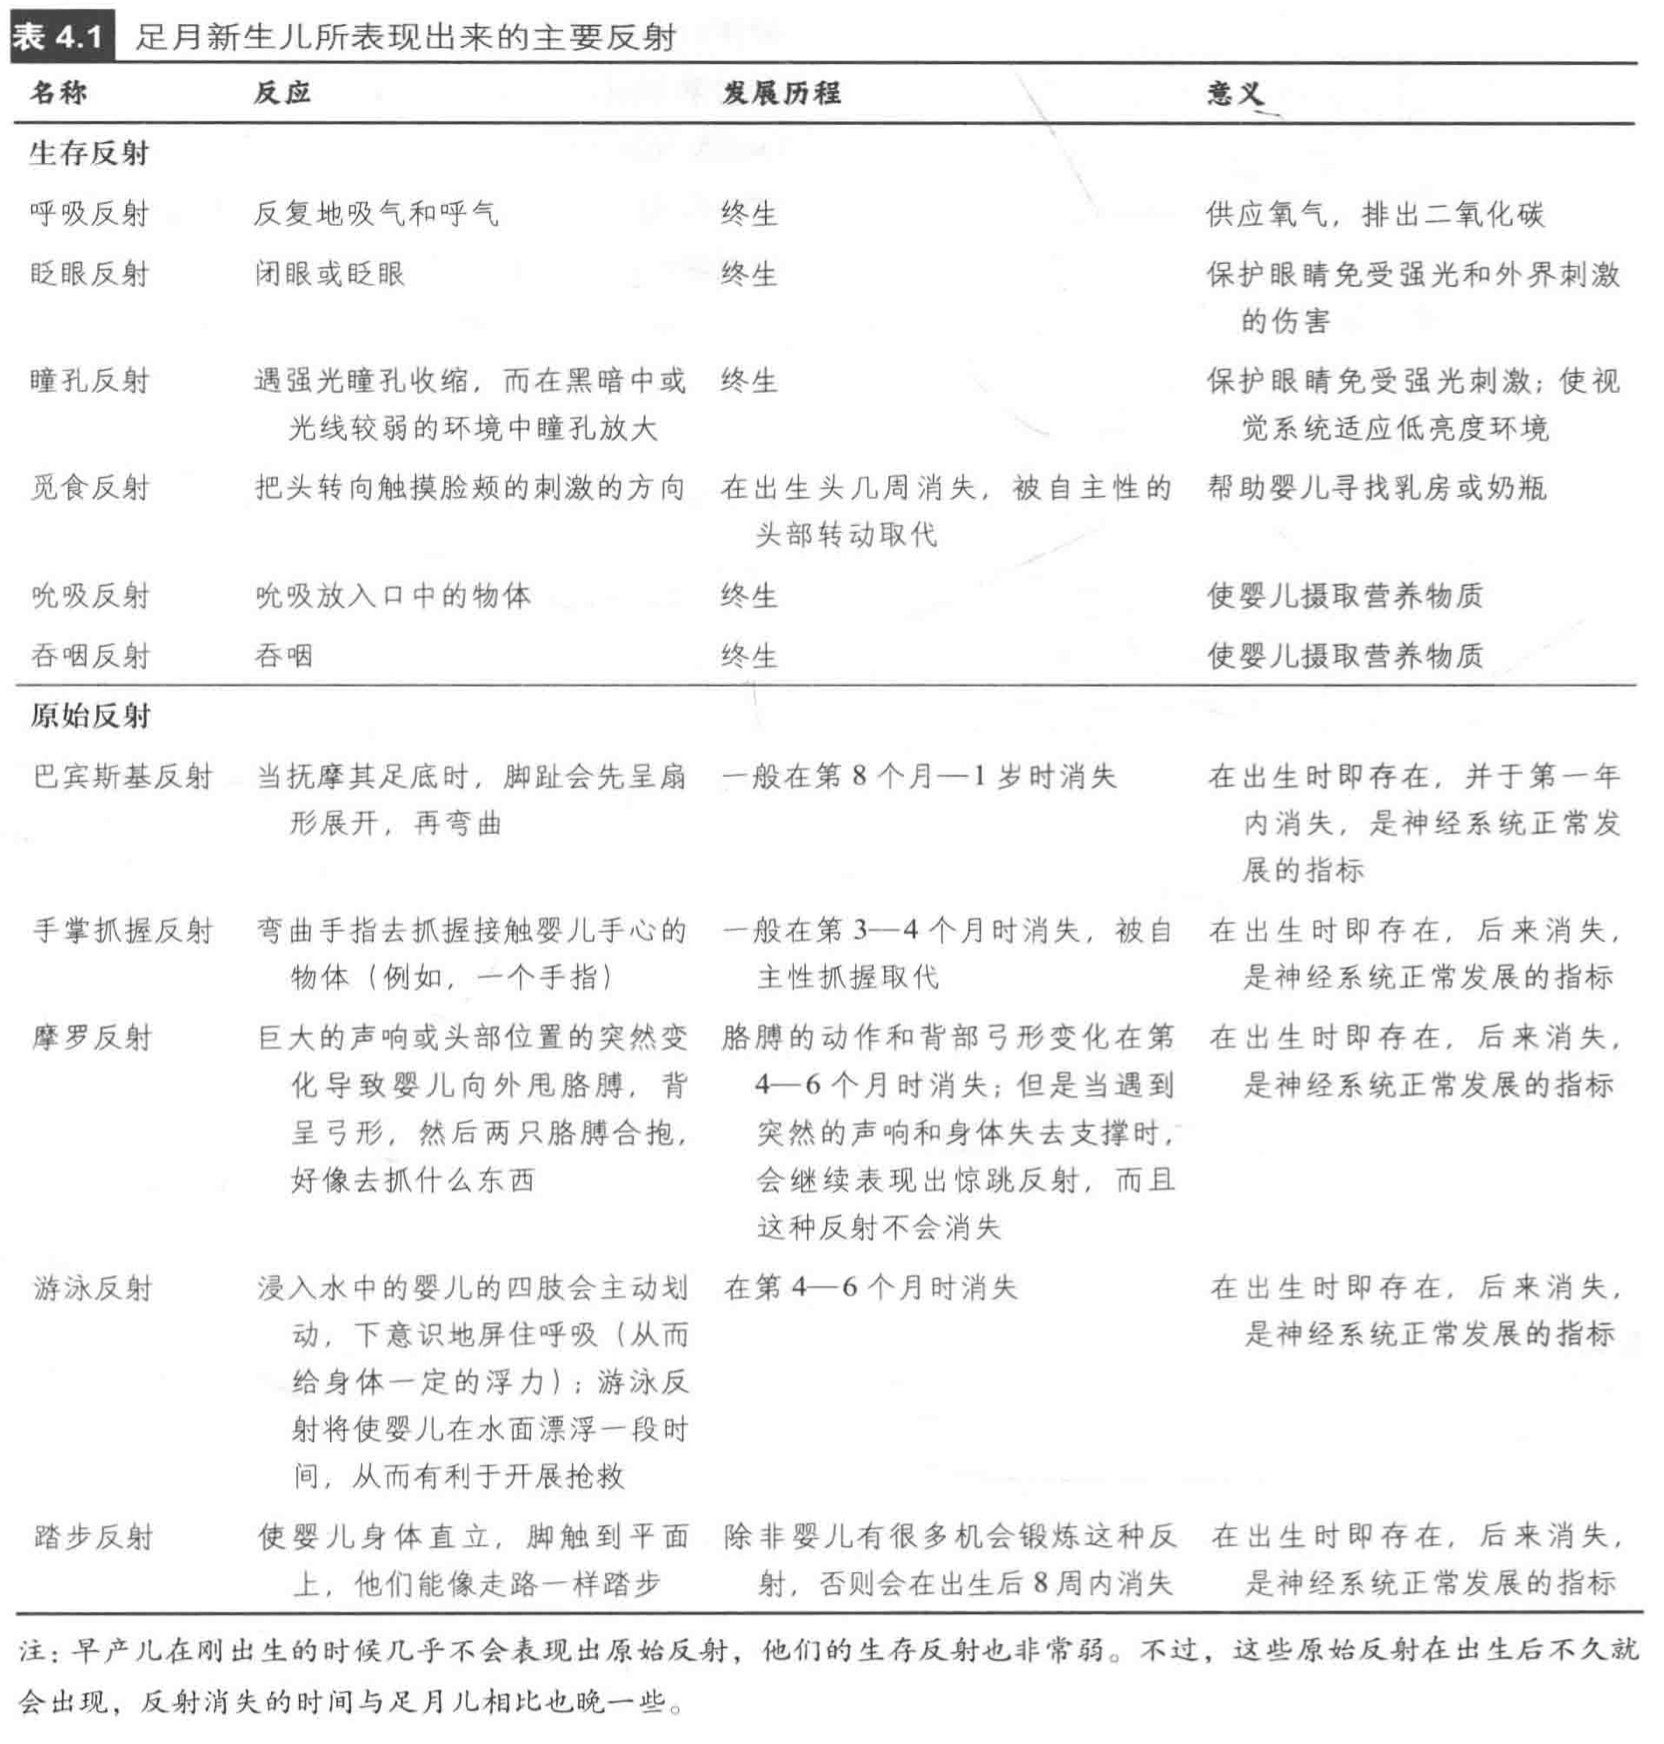 表 4.1 足月新生儿所表现出来的主要反射
名称 反应 发展历程 意义
生存反射
呼吸反射 反复地吸气和呼气 终生 供应氧气，排出二氧化碳
眨眼反射 闭眼或眨眼 终生 保护眼睛免受强光和外界刺激
的伤害
瞳孔反射 遇强光瞳孔收缩，而在黑暗中或 终生 保护眼睛免受强光刺激；使视
光线较弱的环境中瞳孔放大 觉系统适应低亮度环境
觅食反射 把头转向触摸脸颊的刺激的方向 在出生头几周消失，被自主性的 帮助婴儿寻找乳房或奶瓶
头部转动取代
吮吸反射 吮吸放入口中的物体 终生 使婴儿摄取营养物质
吞咽反射 吞咽 终生 使婴儿摄取营养物质
原始反射
巴宾斯基反射 当抚摩其足底时，脚趾会先呈扇 一般在第 8 个月—1 岁时消失 在出生时即存在，并于第一年
形展开，再弯曲 内消失，是神经系统正常发
展的指标
手掌抓握反射 弯曲手指去抓握接触婴儿手心的 一般在第 3—4 个月时消失，被自 在出生时即存在，后来消失，
物体（例如，一个手指） 主性抓握取代 是神经系统正常发展的指标
摩罗反射 巨大的声响或头部位置的突然变 胳膊的动作和背部弓形变化在第 在出生时即存在，后来消失，
化导致婴儿向外甩胳膊，背 4—6 个月时消失；但是当遇到 是神经系统正常发展的指标
呈弓形，然后两只胳膊合抱， 突然的声响和身体失去支撑时，
好像去抓什么东西 会继续表现出惊跳反射，而且
这种反射不会消失
游泳反射 浸入水中的婴儿的四肢会主动划 在第 4—6 个月时消失 在出生时即存在，后来消失，
动，下意识地屏住呼吸（从而 是神经系统正常发展的指标
给身体一定的浮力）；游泳反
射将使婴儿在水面漂浮一段时
间，从而有利于开展抢救
踏步反射 使婴儿身体直立，脚触到平面 除非婴儿有很多机会锻炼这种反 在出生时即存在，后来消失，
上，他们能像走路一样踏步 射，否则会在出生后 8 周内消失 是神经系统正常发展的指标
注：早产儿在刚出生的时候几乎不会表现出原始反射，他们的生存反射也非常弱。不过，这些原始反射在出生后不久就
会出现，反射消失的时间与足月儿相比也晚一些。